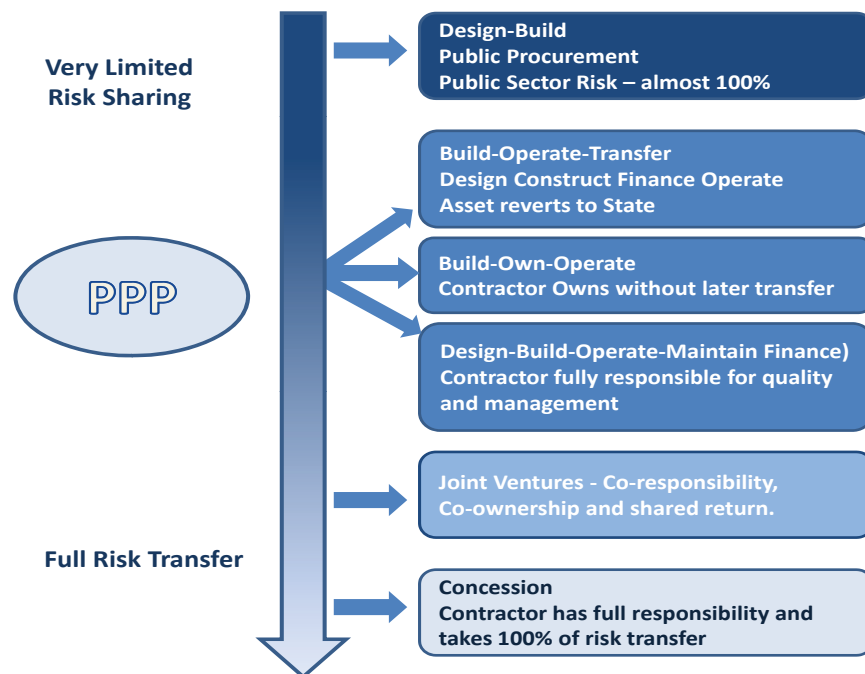 Very Limited
Risk Sharing
PPP
Full Risk Transfer
Design-Build
Public Procurement
Public Sector Risk – almost 100%
Build-Operate-Transfer
Design Construct Finance Operate
Asset reverts to State
Build-Own-Operate
Contractor Owns without later transfer
Design-Build-Operate-Maintain Finance)
Contractor fully responsible for quality
and management
Joint Ventures - Co-responsibility,
Co-ownership and shared return.
Concession
Contractor has full responsibility and
takes 100% of risk transfer